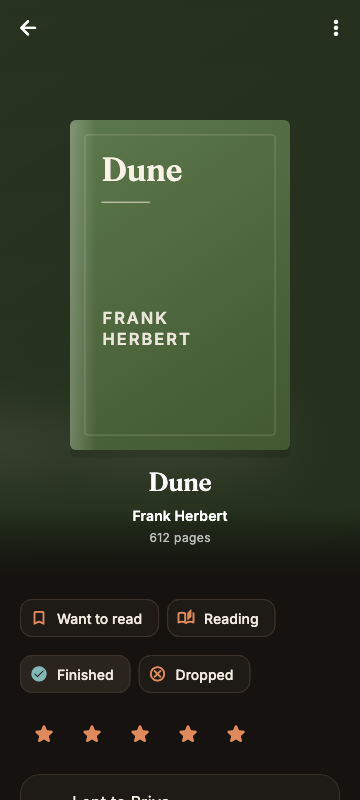 Dune
FRANK
HERBERT
Dune
Frank Herbert
612 pages
Want to read
Reading
Finished
Dropped